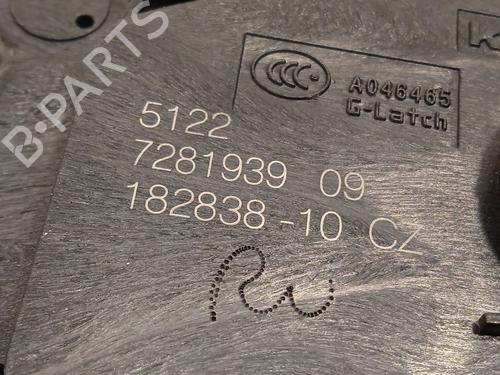 B-PARTS
CCC
A046465
G-Latch
5122
7281939 09
182838-10 CZ